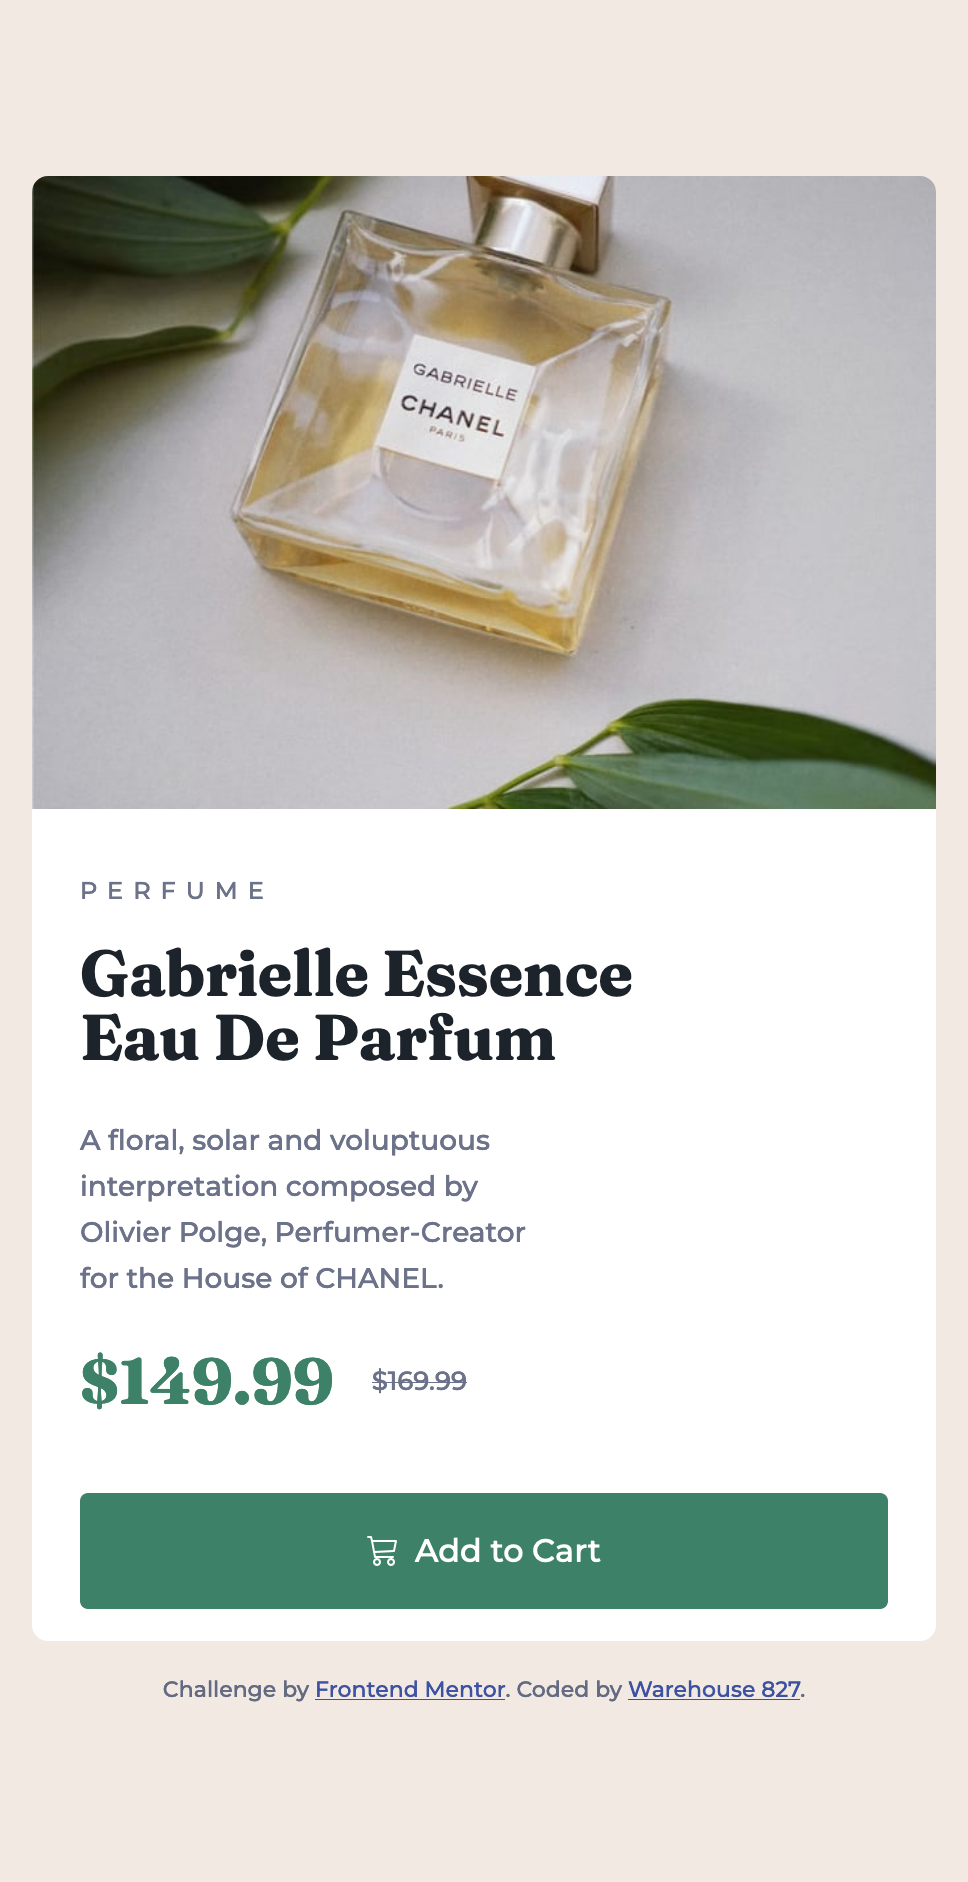 GABRIELLE
CHANEL
PARIS
PERFUME
Gabrielle Essence
Eau De Parfum
A floral, solar and voluptuous
interpretation composed by
Olivier Polge, Perfumer-Creator
for the House of CHANEL.
$149.99 $169.99
Add to Cart
Challenge by Frontend Mentor. Coded by Warehouse 827.